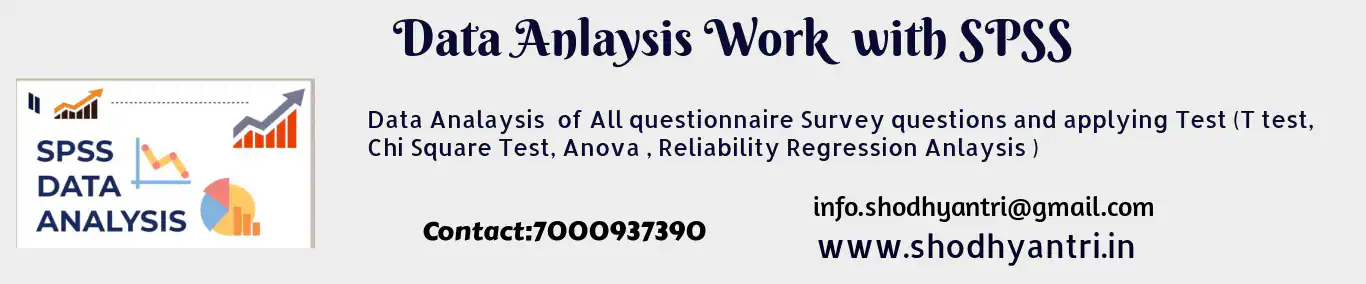 Data Anlaysis Work with SPSS
SPSS
DATA
ANALYSIS
Data Analaysis of All questionnaire Survey questions and applying Test (T test,
Chi Square Test, Anova , Reliability Regression Anlaysis )
Contact:7000937390
info.shodhyantri@gmail.com
www.shodhyantri.in